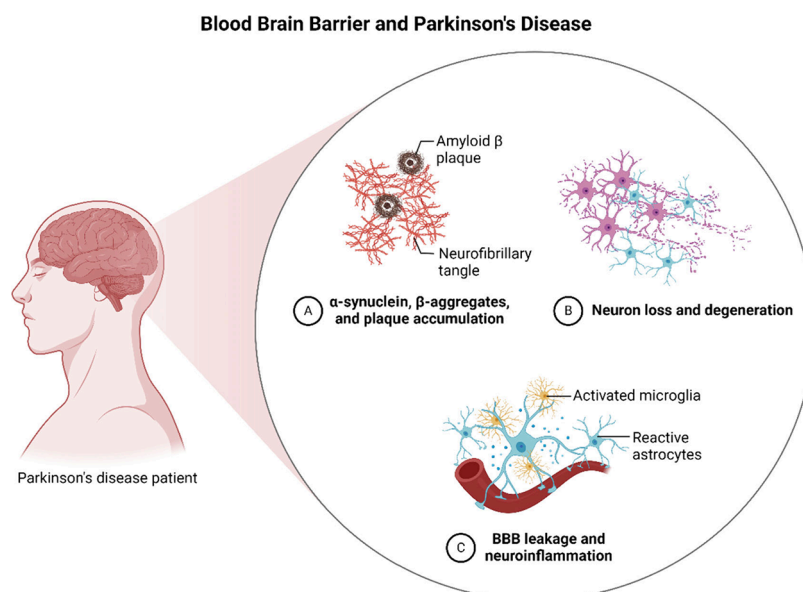 Blood Brain Barrier and Parkinson's Disease
Amyloid β
plaque
Neurofibrillary
tangle
A
α-synuclein, β-aggregates,
and plaque accumulation
B
Neuron loss and degeneration
Activated microglia
Reactive
astrocytes
Parkinson's disease patient
C
BBB leakage and
neuroinflammation